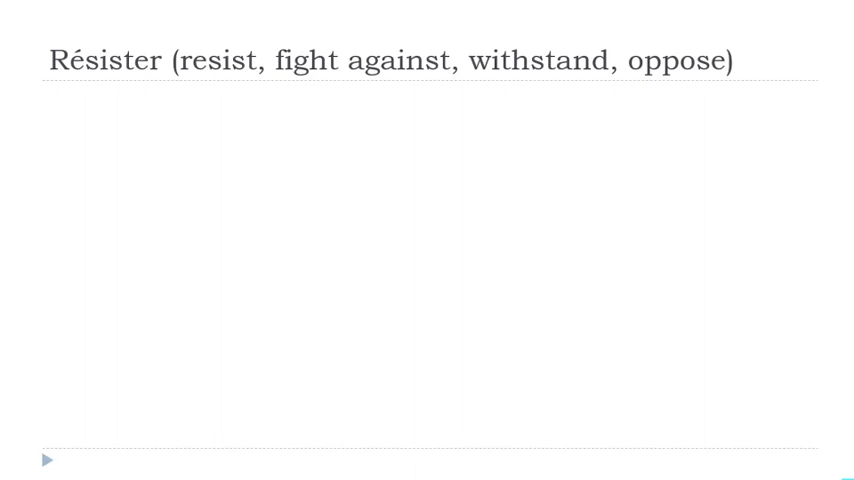 Résister (resist, fight against, withstand, oppose)